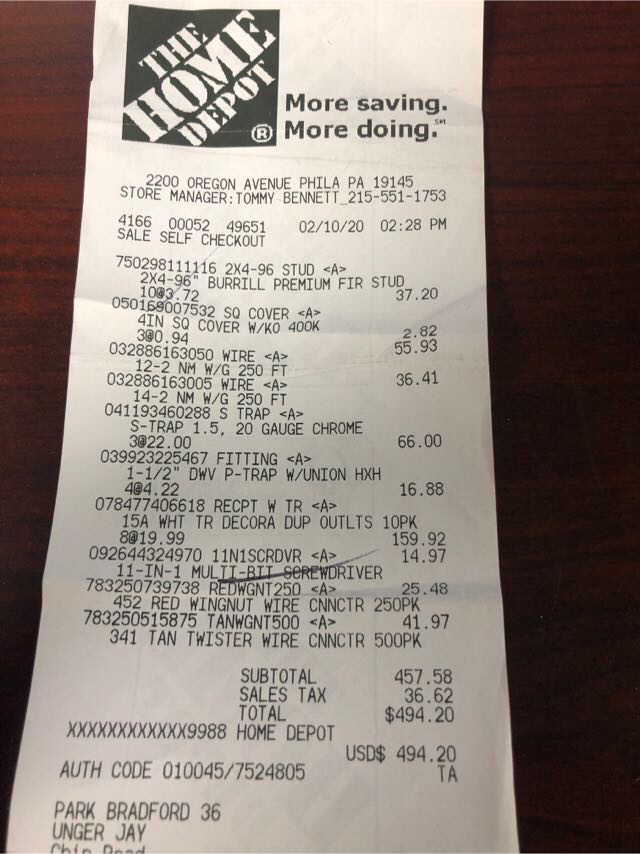 THE
HOME
DEPOT
®
More saving.
More doing.℠
2200 OREGON AVENUE PHILA PA 19145
STORE MANAGER:TOMMY BENNETT 215-551-1753
4166 00052 49651 02/10/20 02:28 PM
SALE SELF CHECKOUT
750298111116 2X4-96 STUD <A>
2X4-96" BURRILL PREMIUM FIR STUD
10@3.72 37.20
050169007532 SQ COVER <A>
4IN SQ COVER W/KO 400K
3@0.94 2.82
032886163050 WIRE <A> 55.93
12-2 NM W/G 250 FT
032886163005 WIRE <A> 36.41
14-2 NM W/G 250 FT
041193460288 S TRAP <A>
S-TRAP 1.5, 20 GAUGE CHROME
3@22.00 66.00
039923225467 FITTING <A>
1-1/2" DWV P-TRAP W/UNION HXH
4@4.22 16.88
078477406618 RECPT W TR <A>
15A WHT TR DECORA DUP OUTLTS 10PK
8@19.99 159.92
092644324970 11N1SCRDVR <A> 14.97
11-IN-1 MULTI-BIT SCREWDRIVER
783250739738 REDWGNT250 <A> 25.48
452 RED WINGNUT WIRE CNNCTR 250PK
783250515875 TANWGNT500 <A> 41.97
341 TAN TWISTER WIRE CNNCTR 500PK
SUBTOTAL 457.58
SALES TAX 36.62
TOTAL $494.20
XXXXXXXXXXXX9988 HOME DEPOT
USD$ 494.20
AUTH CODE 010045/7524805 TA
PARK BRADFORD 36
UNGER JAY
Chip Road